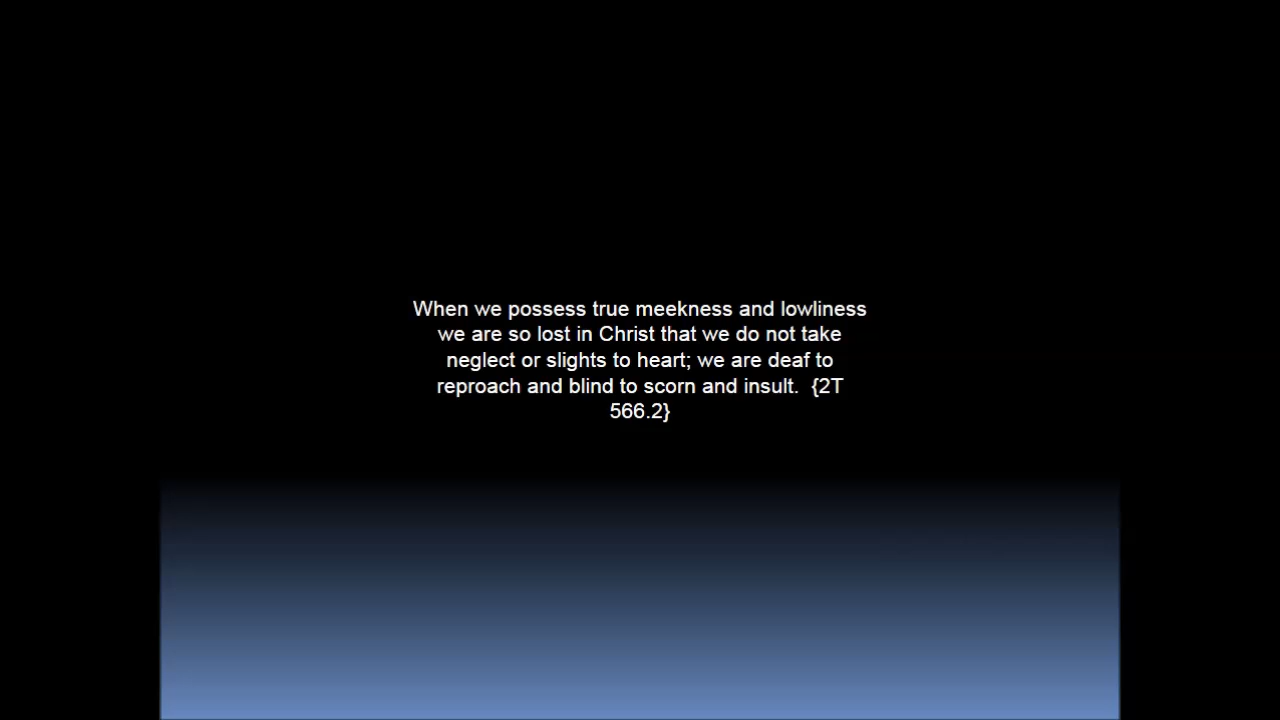 When we possess true meekness and lowliness
we are so lost in Christ that we do not take
neglect or slights to heart; we are deaf to
reproach and blind to scorn and insult.  {2T
566.2}